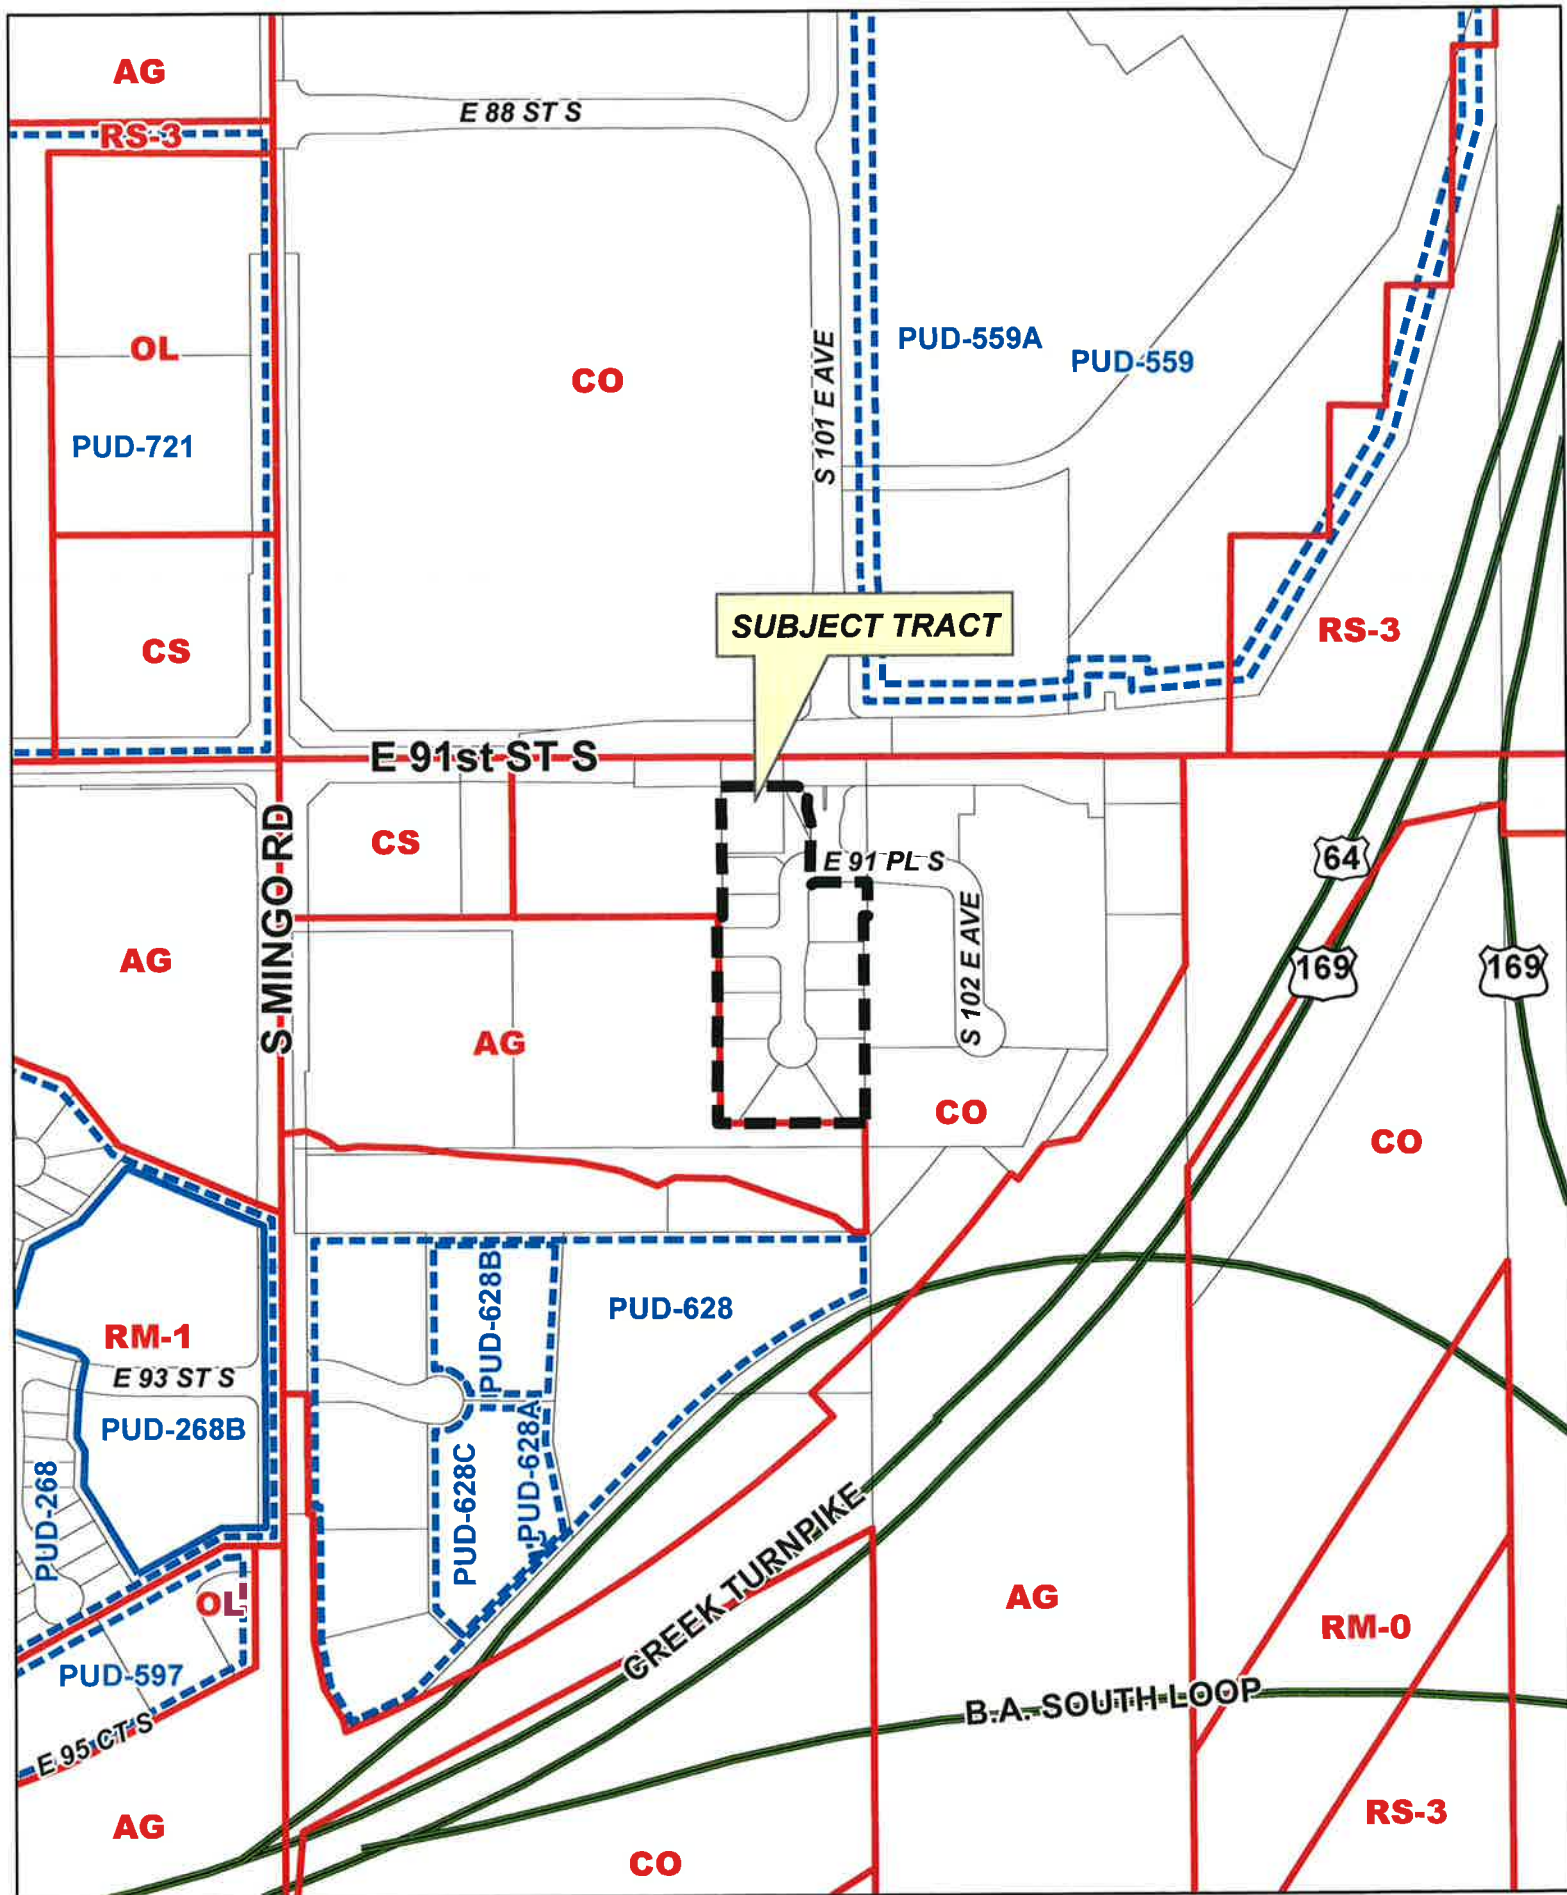 AG
E 88 ST S
RS-3
PUD-559A
OL
PUD-559
CO
S 101 E AVE
PUD-721
SUBJECT TRACT
RS-3
CS
E 91st ST S
CS
64
E 91 PL S
S MINGO RD
S 102 E AVE
AG
169
169
AG
CO
CO
PUD-628B
PUD-628
RM-1
E 93 ST S
PUD-268B
PUD-628A
PUD-628C
PUD-268
CREEK TURNPIKE
OL
AG
RM-0
PUD-597
B.A. SOUTH LOOP
E 95 CT S
RS-3
AG
CO